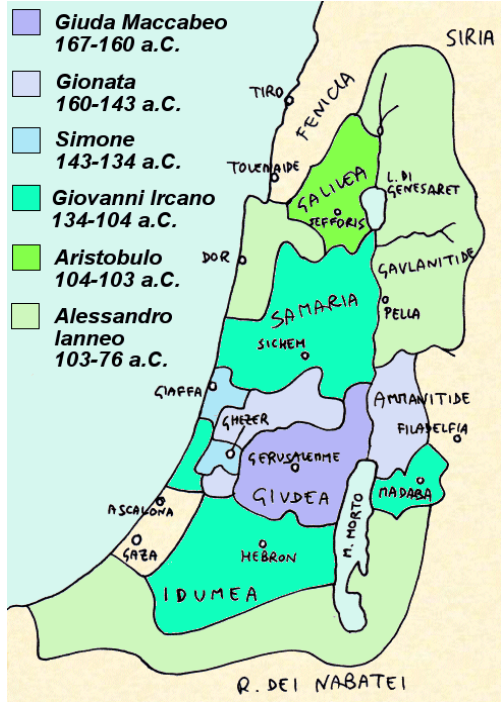 Giuda Maccabeo
167-160 a.C.
Gionata
160-143 a.C.
Simone
143-134 a.C.
Giovanni Ircano
134-104 a.C.
Aristobulo
104-103 a.C.
Alessandro
Ianneo
103-76 a.C.
SIRIA
TIRO
FENICIA
TOLEMAIDE
GALILEA
SEFFORIS
L. DI
GENESARET
DOR
GAULANITIDE
SAMARIA
PELLA
SICHEM
GIAFFA
AMMANITIDE
GHEZER
FILADELFIA
GERUSALEMME
GIUDEA
MADABA
ASCALONA
M. MORTO
GAZA
HEBRON
IDUMEA
R. DEI NABATEI